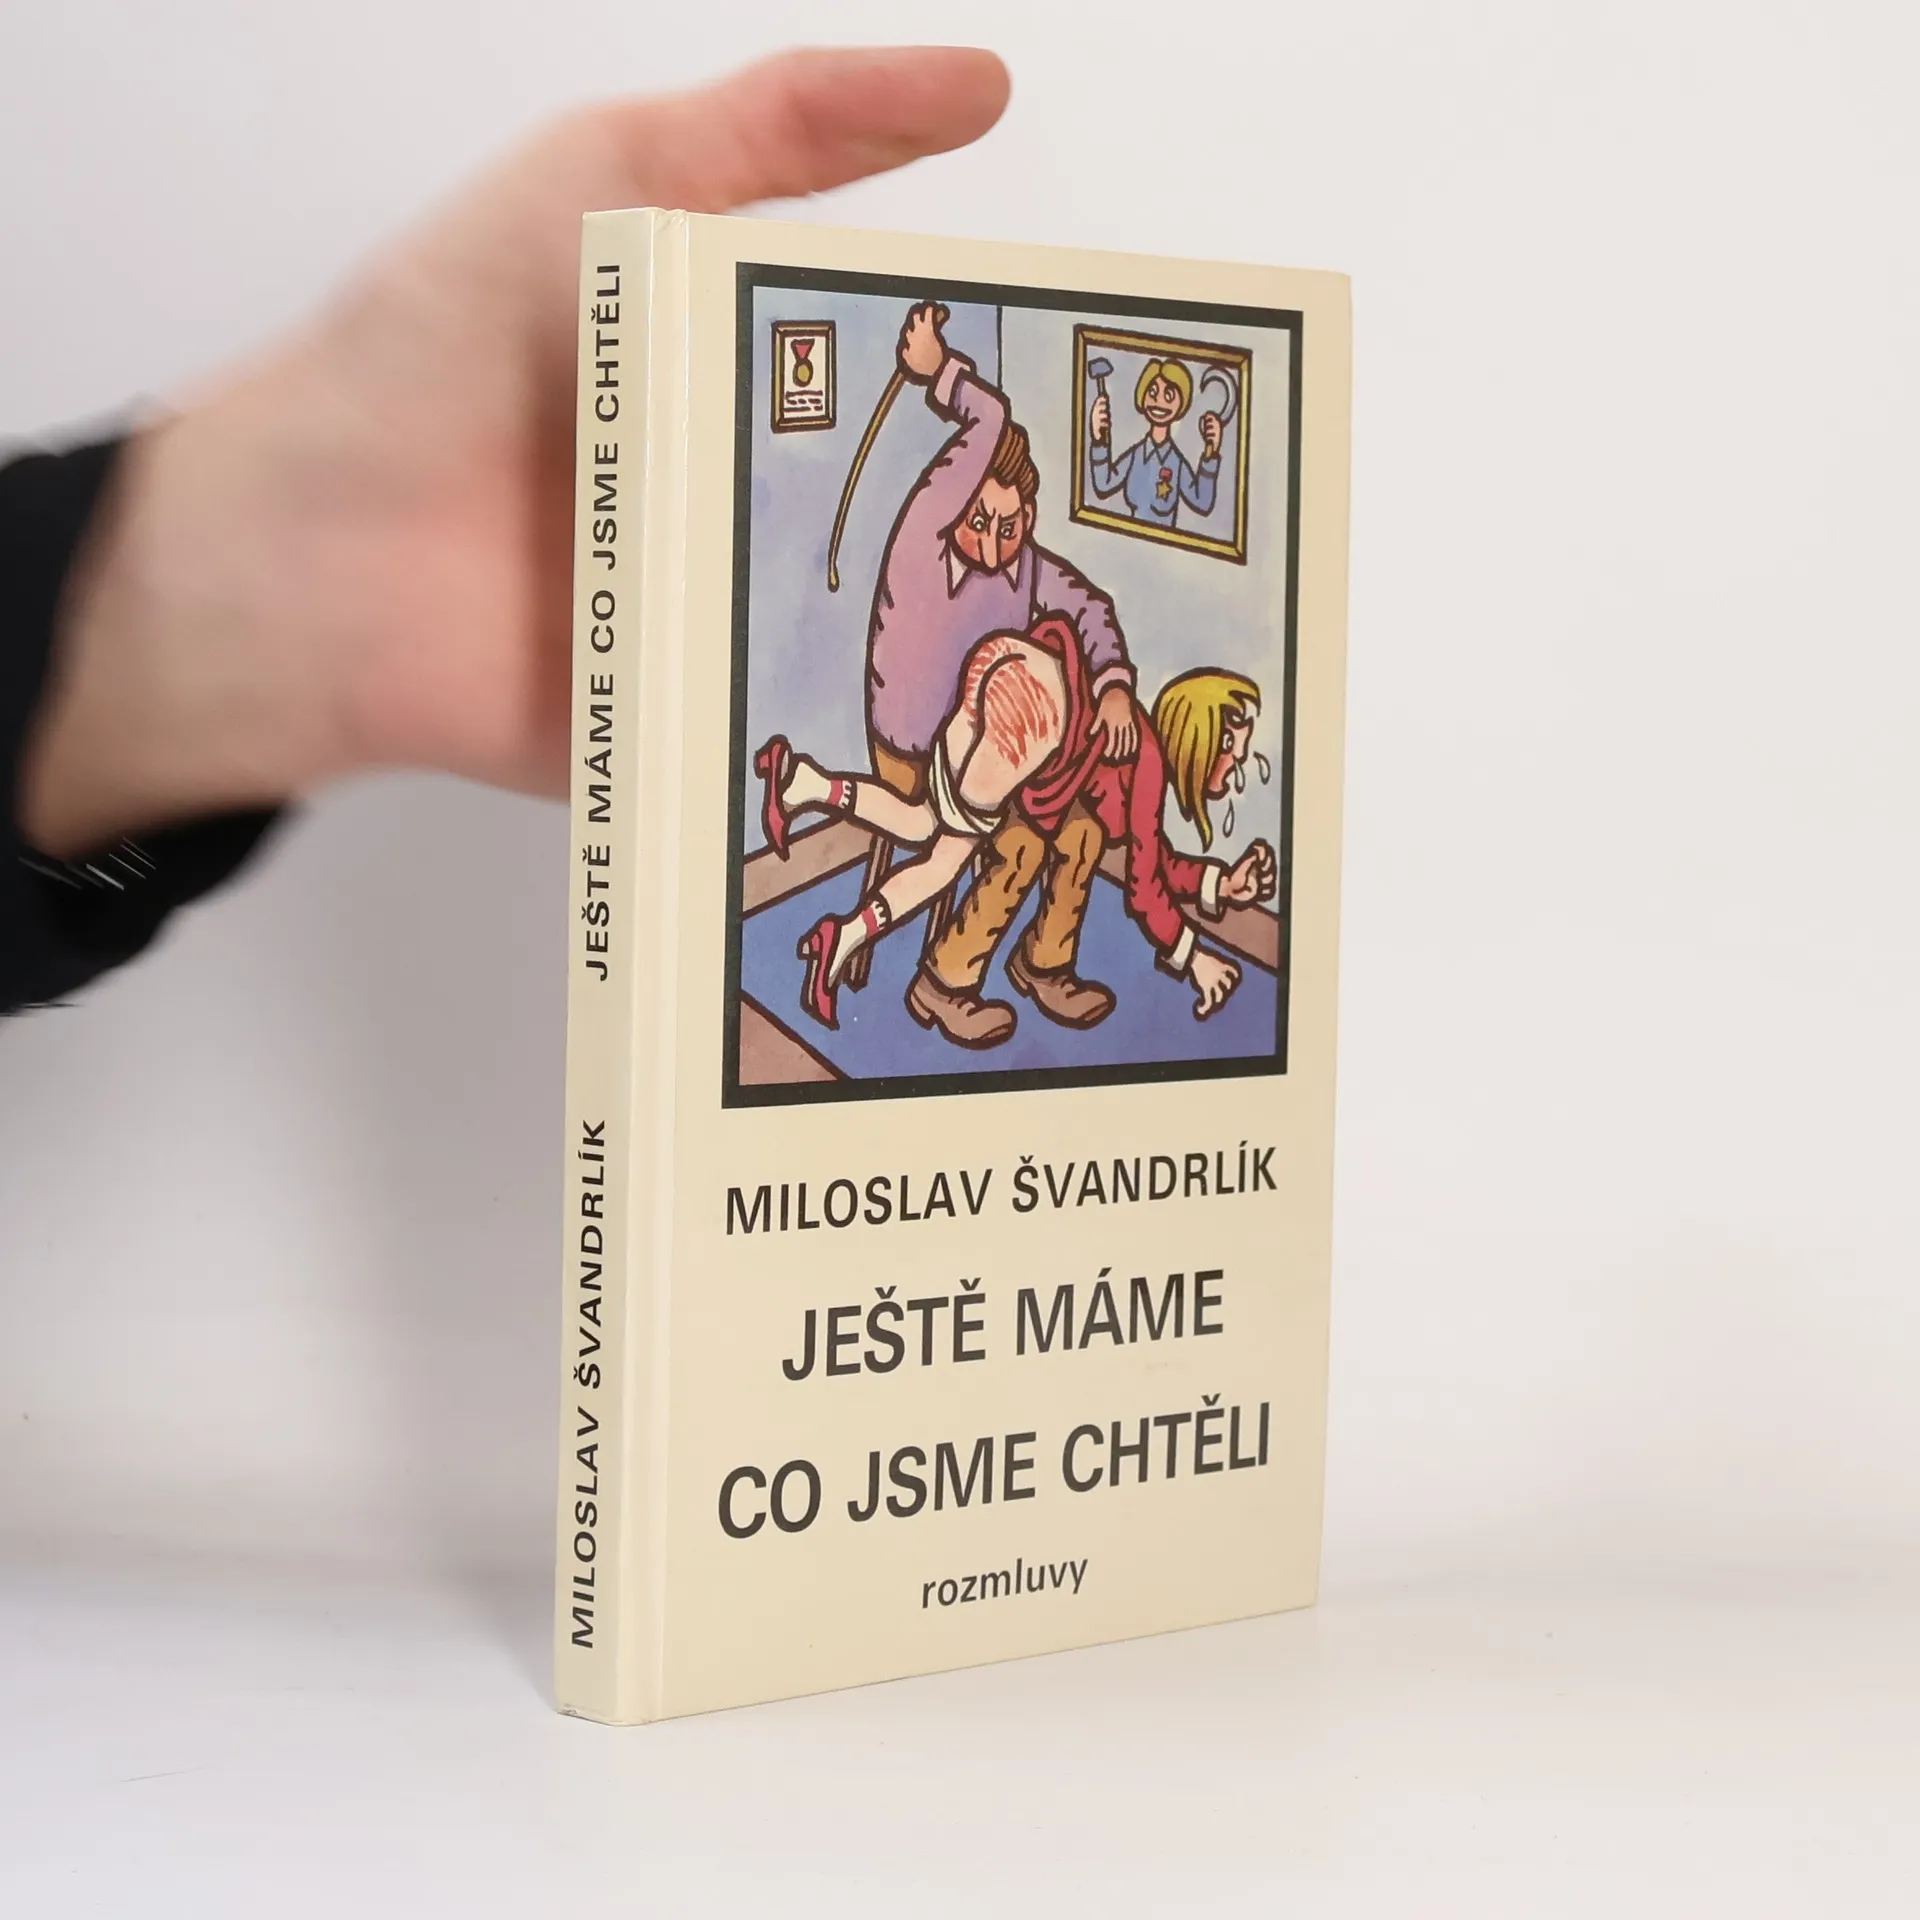 MILOSLAV ŠVANDRLÍK JEŠTĚ MÁME CO JSME CHTĚLI
MILOSLAV ŠVANDRLÍK
JEŠTĚ MÁME
CO JSME CHTĚLI
rozmluvy